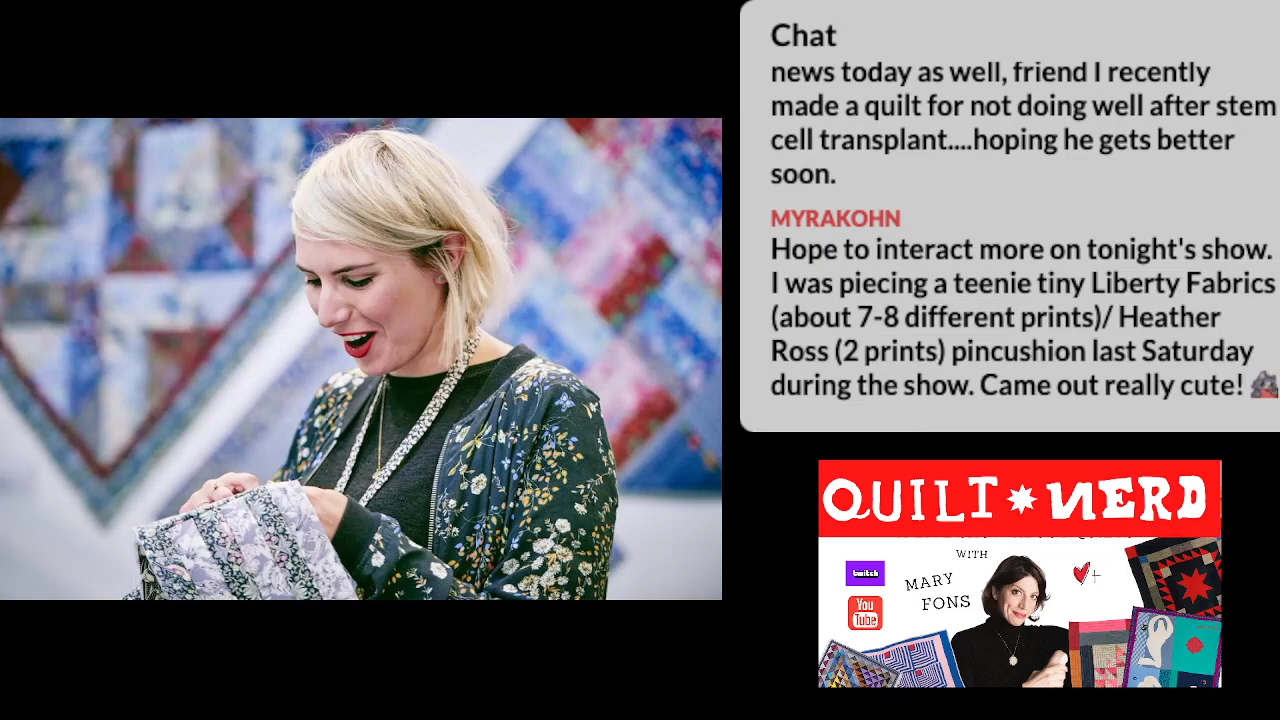 Chat
news today as well, friend I recently
made a quilt for not doing well after stem
cell transplant....hoping he gets better
soon.
MYRAKOHN
Hope to interact more on tonight's show.
I was piecing a teenie tiny Liberty Fabrics
(about 7-8 different prints)/ Heather
Ross (2 prints) pincushion last Saturday
during the show. Came out really cute!
QUILT NERD
WITH
MARY
FONS
twitch
You
Tube